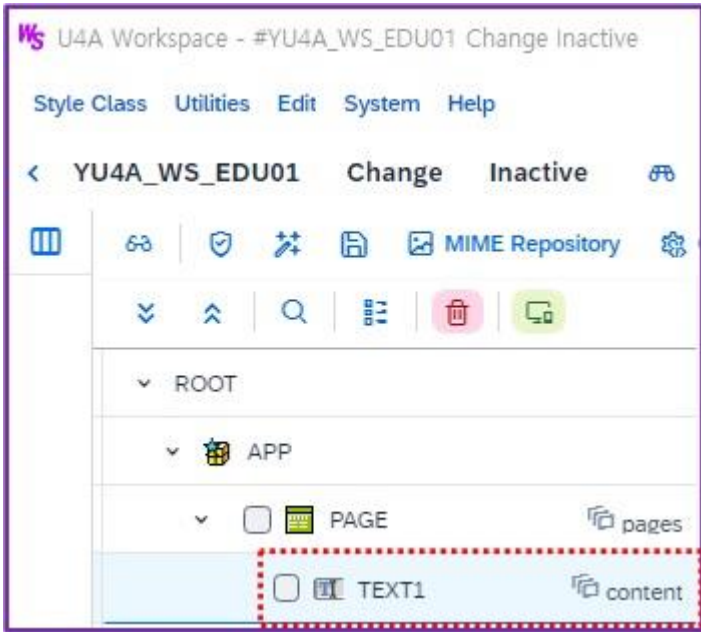 WS U4A Workspace - #YU4A_WS_EDU01 Change Inactive
Style Class Utilities Edit System Help
YU4A_WS_EDU01 Change Inactive
MIME Repository
ROOT
APP
PAGE pages
TEXT1 content